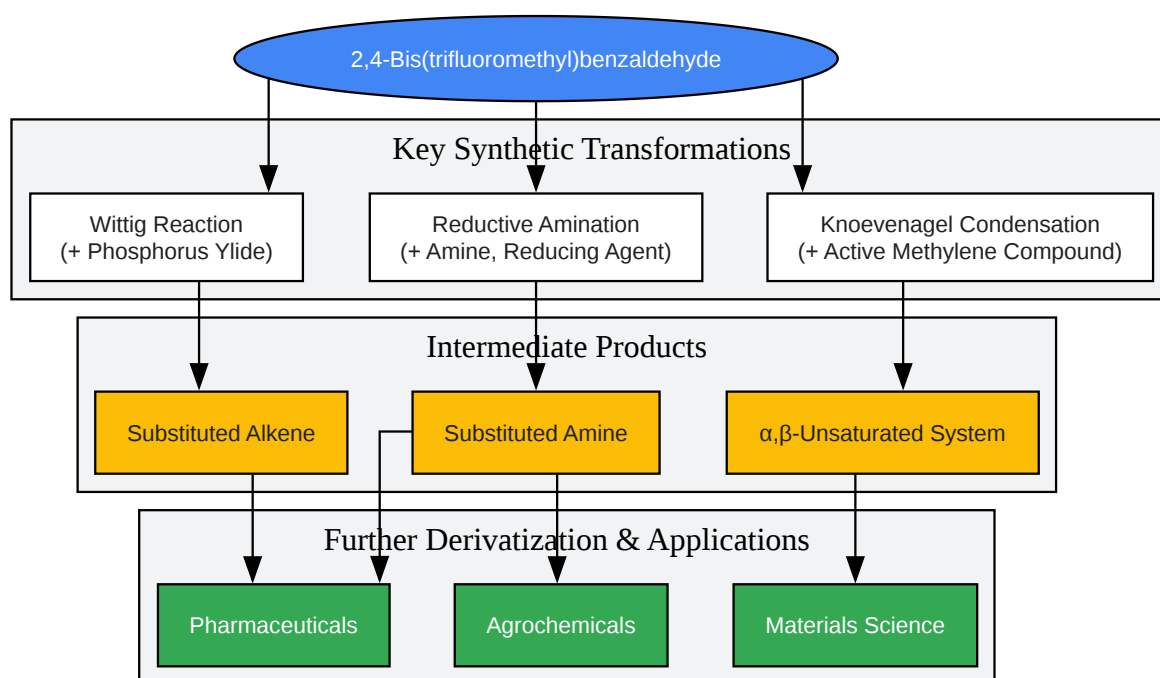 2,4-Bis(trifluoromethyl)benzaldehyde
Key Synthetic Transformations
Wittig Reaction
(+ Phosphorus Ylide)
Reductive Amination
(+ Amine, Reducing Agent)
Knoevenagel Condensation
(+ Active Methylene Compound)
Intermediate Products
Substituted Alkene
Substituted Amine
α,β-Unsaturated System
Further Derivatization & Applications
Pharmaceuticals
Agrochemicals
Materials Science